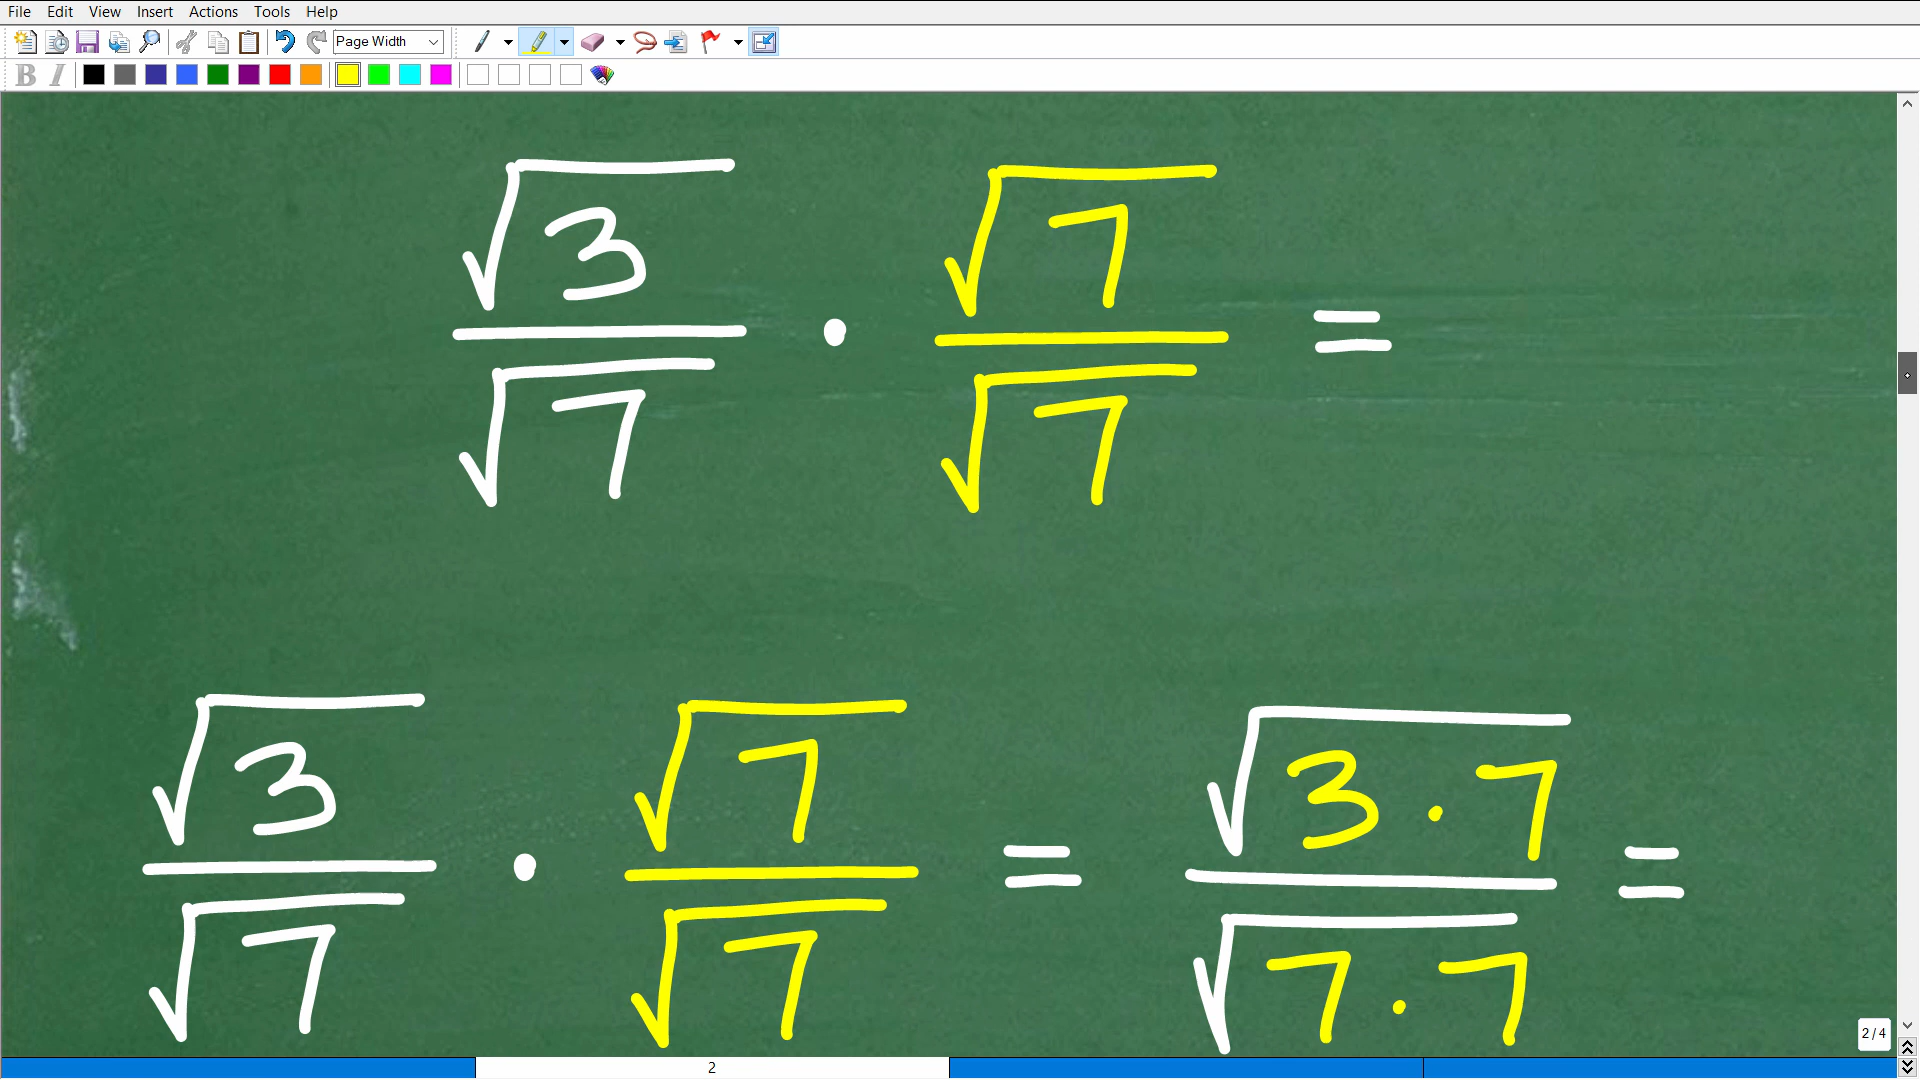 File Edit View Insert Actions Tools Help
Page Width
B I
√3/√7 · √7/√7 =
√3/√7 · √7/√7 = √3·7/√7·7 =
2 / 4
2